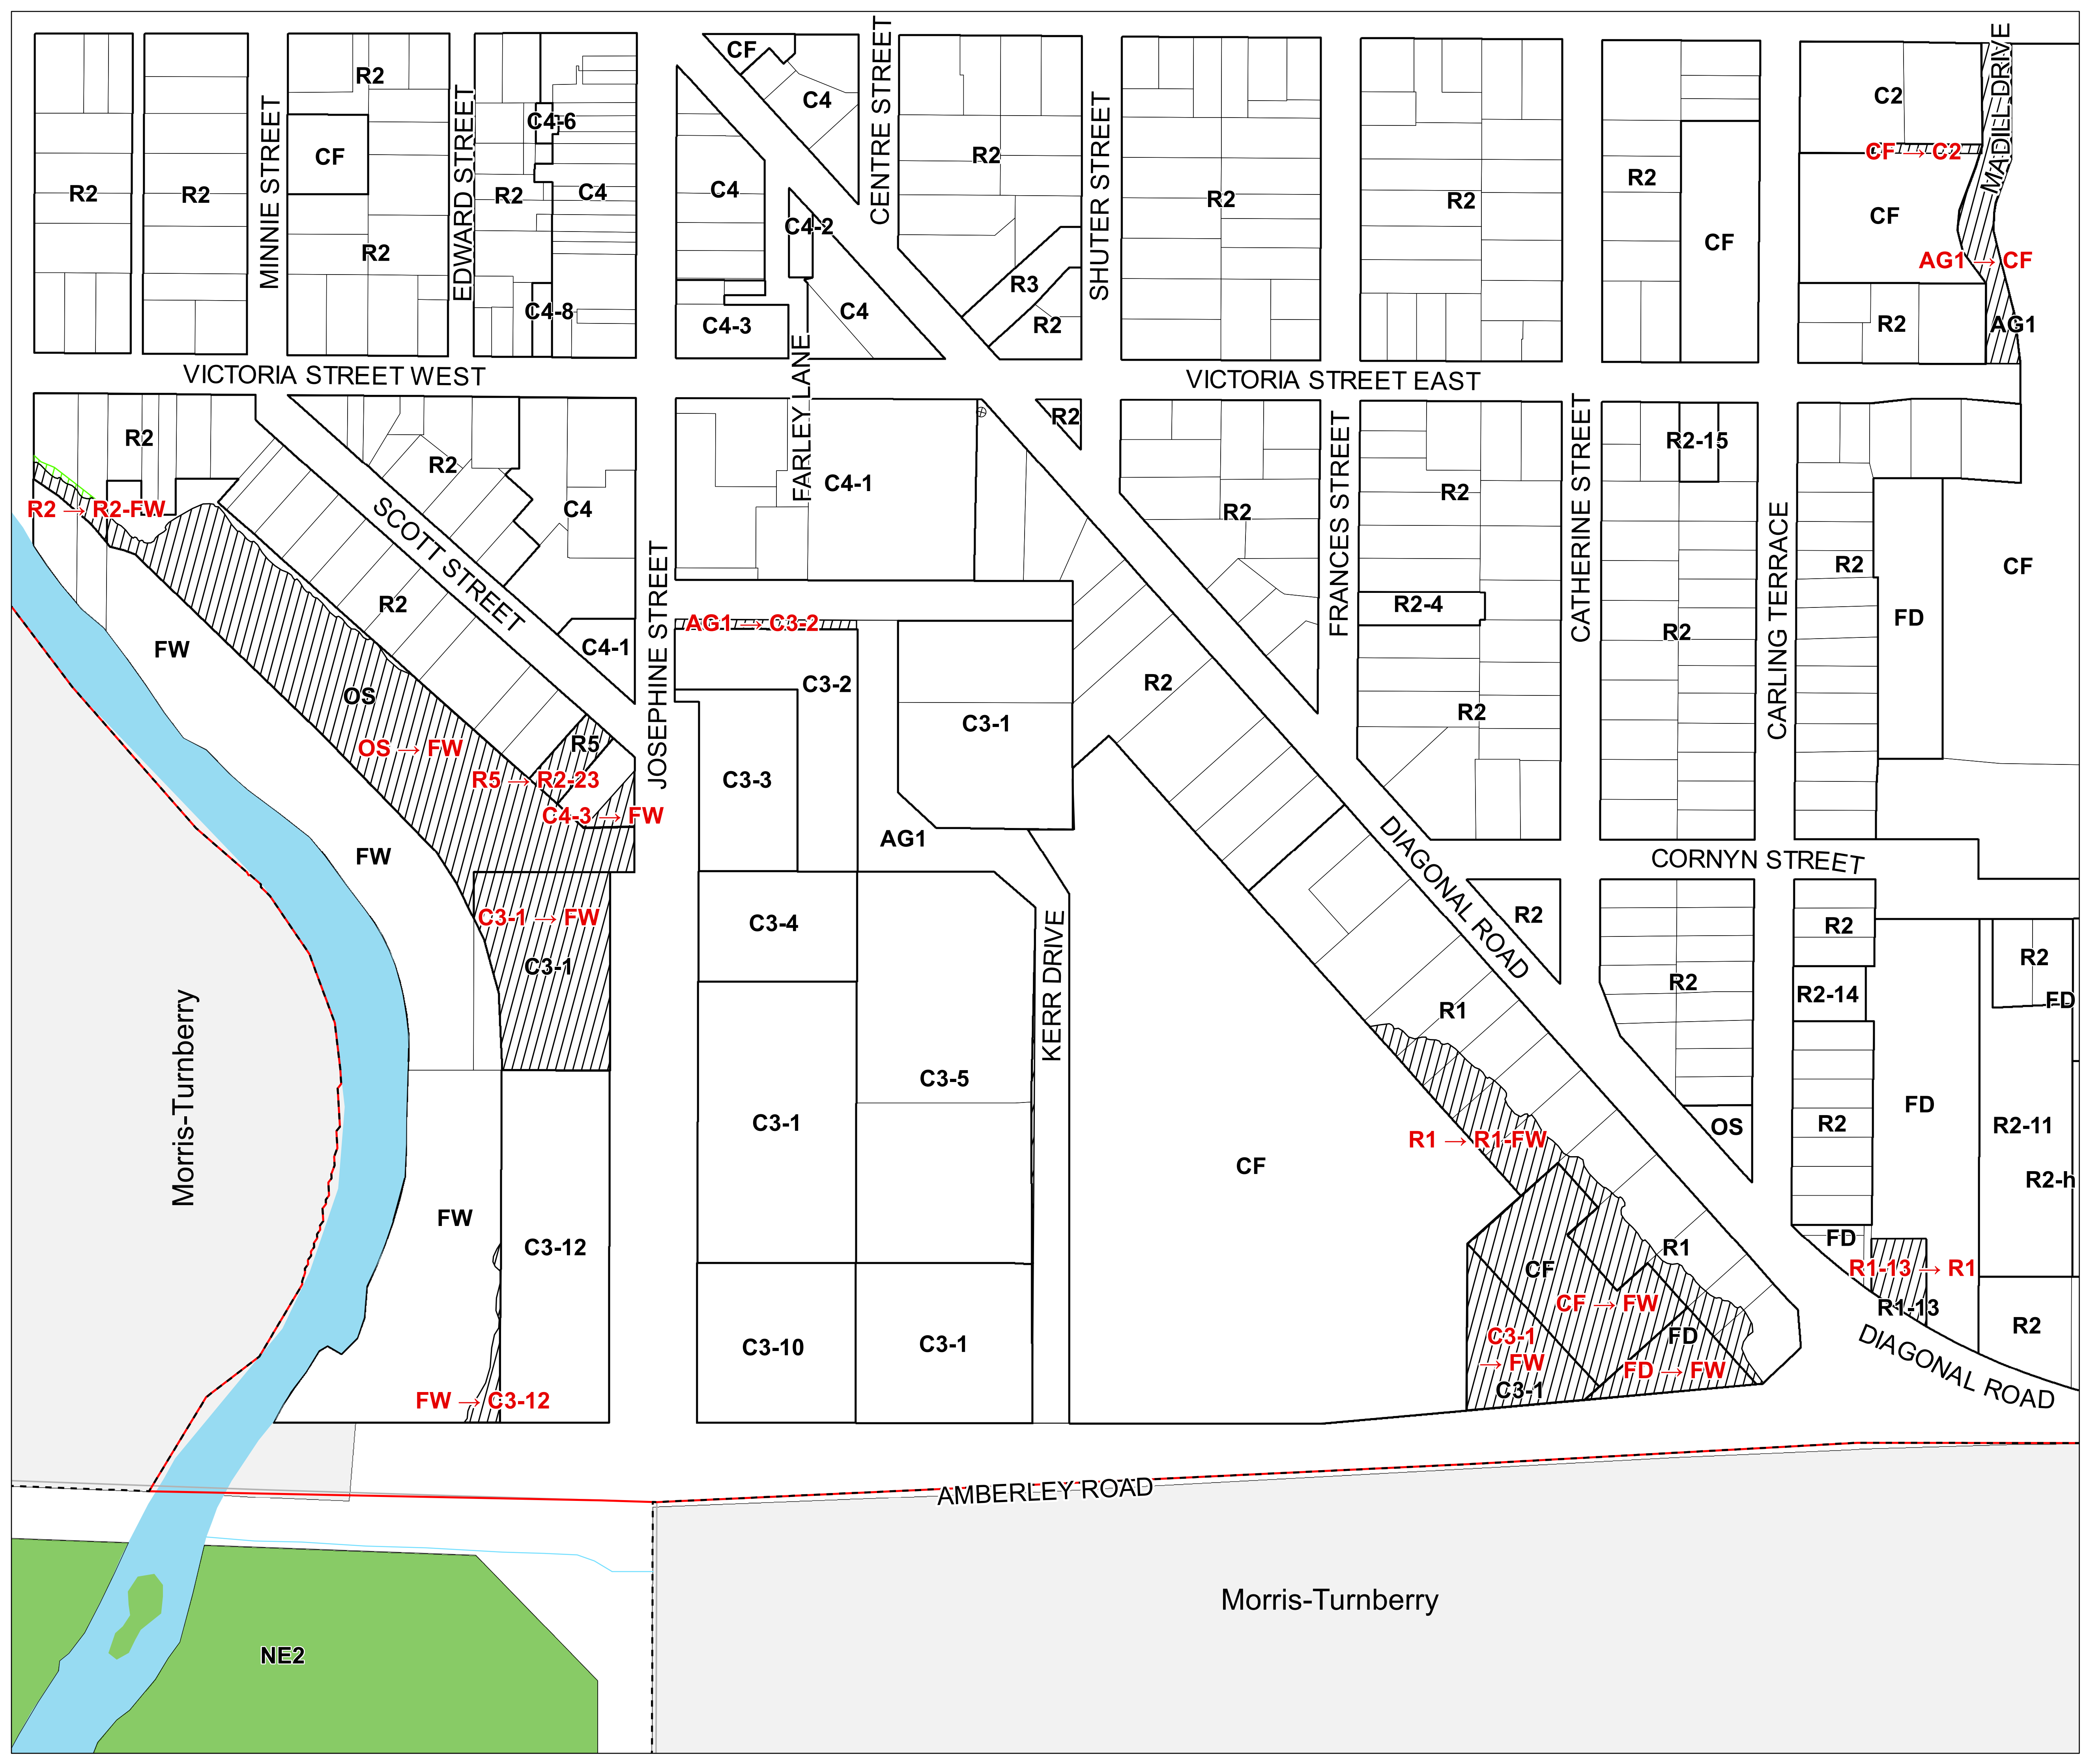 CF
MADILL DRIVE
R2
C4
CENTRE STREET
C2
MINNIE STREET
EDWARD STREET
SHUTER STREET
C4-6
CF
R2
CF → C2
R2
R2
R2
C4
C4
R2
R2
R2
R2
CF
C4-2
CF
R2
AG1 → CF
R3
C4-8
C4-3
C4
R2
R2
AG1
FARLEY LANE
VICTORIA STREET WEST
VICTORIA STREET EAST
R2
R2
R2-15
R2
FRANCES STREET
CATHERINE STREET
C4-1
R2
R2 → R2-FW
C4
R2
SCOTT STREET
CARLING TERRACE
R2
CF
R2
R2-4
FD
JOSEPHINE STREET
AG1 → C3-2
R2
C4-1
FW
C3-2
R2
OS
R2
C3-1
R5
OS → FW
R5 → R2-23
C3-3
C4-3 → FW
DIAGONAL ROAD
AG1
FW
CORNYN STREET
C3-1 → FW
C3-4
R2
R2
C3-1
KERR DRIVE
R2
R2
R2-14
FD
R1
Morris-Turnberry
C3-5
C3-1
FD
R2
R2-11
OS
R1 → R1-FW
CF
R2-h
FW
C3-12
R1
FD
CF
R1-13 → R1
CF → FW
R1-13
C3-10
C3-1
C3-1
→ FW
FD
R2
FD → FW
DIAGONAL ROAD
C3-1
FW → C3-12
AMBERLEY ROAD
Morris-Turnberry
NE2